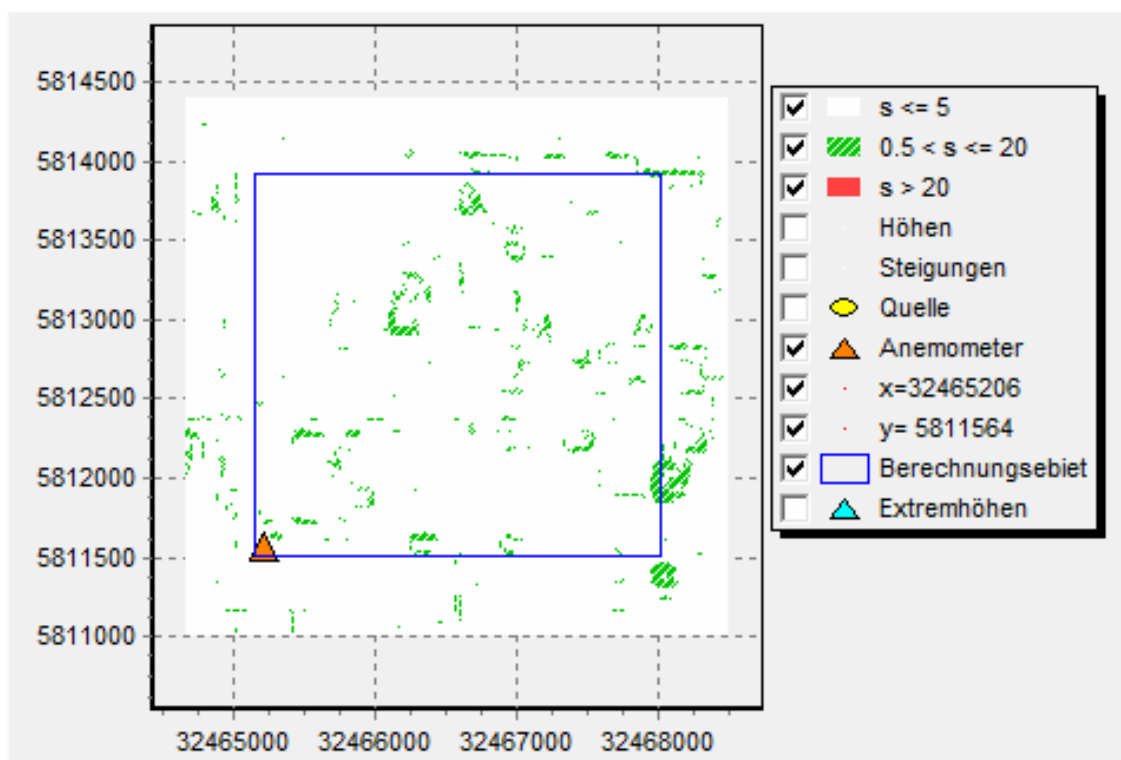 5814500
5814000
5813500
5813000
5812500
5812000
5811500
5811000
32465000 32466000 32467000 32468000
s <= 5
0.5 < s <= 20
s > 20
Höhen
Steigungen
Quelle
Anemometer
x=32465206
y= 5811564
Berechnungsebiet
Extremhöhen